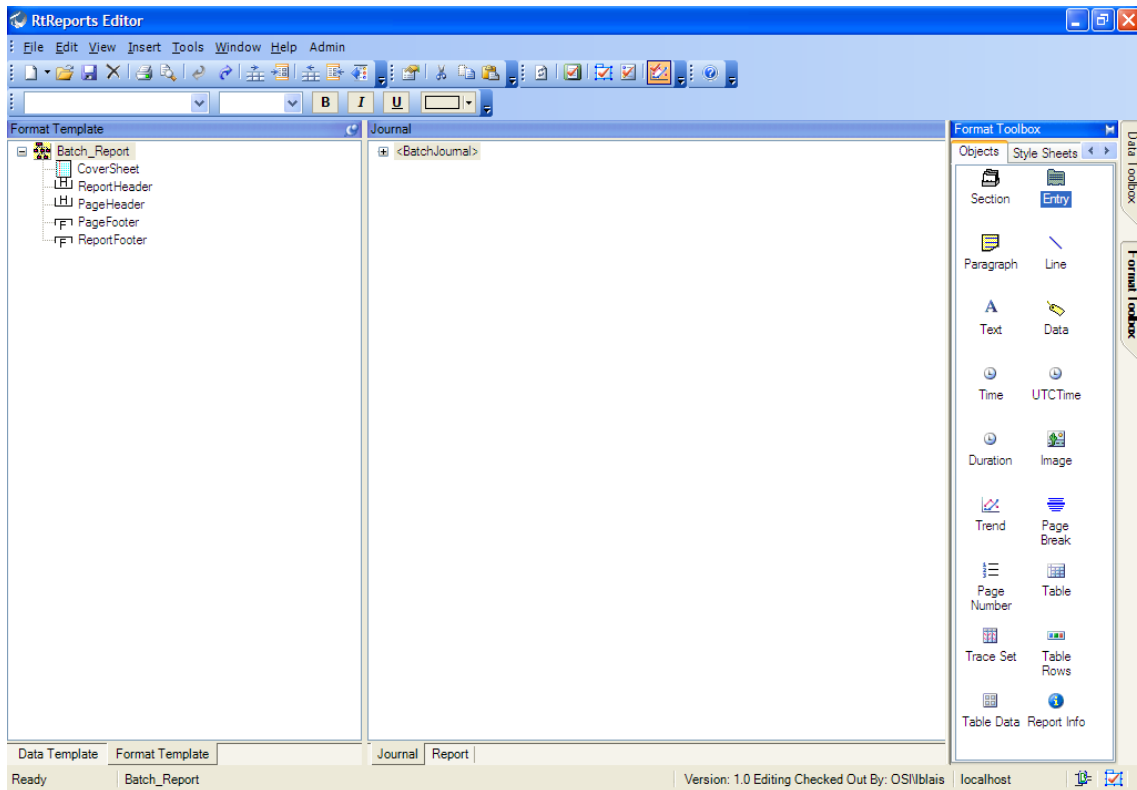 RtReports Editor
File Edit View Insert Tools Window Help Admin
B I U
Format Template
Batch_Report
CoverSheet
ReportHeader
PageHeader
PageFooter
ReportFooter
Data Template Format Template
Journal
<BatchJournal>
Journal Report
Format Toolbox
Objects Style Sheets
Section Entry
Paragraph Line
A
Text Data
Time UTCTime
Duration Image
Trend Page
Break
Page Table
Number
Trace Set Table
Rows
Table Data Report Info
Data Toolbox
Format Toolbox
Ready Batch_Report Version: 1.0 Editing Checked Out By: OSI\lblais localhost